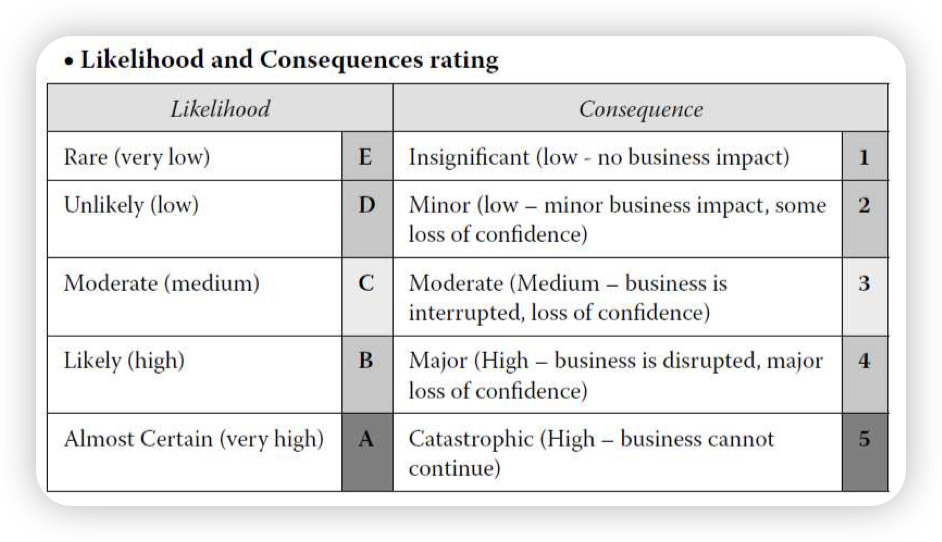 • Likelihood and Consequences rating
Likelihood Consequence
Rare (very low) E Insignificant (low - no business impact) 1
Unlikely (low) D Minor (low – minor business impact, some 2
loss of confidence)
Moderate (medium) C Moderate (Medium – business is 3
interrupted, loss of confidence)
Likely (high) B Major (High – business is disrupted, major 4
loss of confidence)
Almost Certain (very high) A Catastrophic (High – business cannot 5
continue)